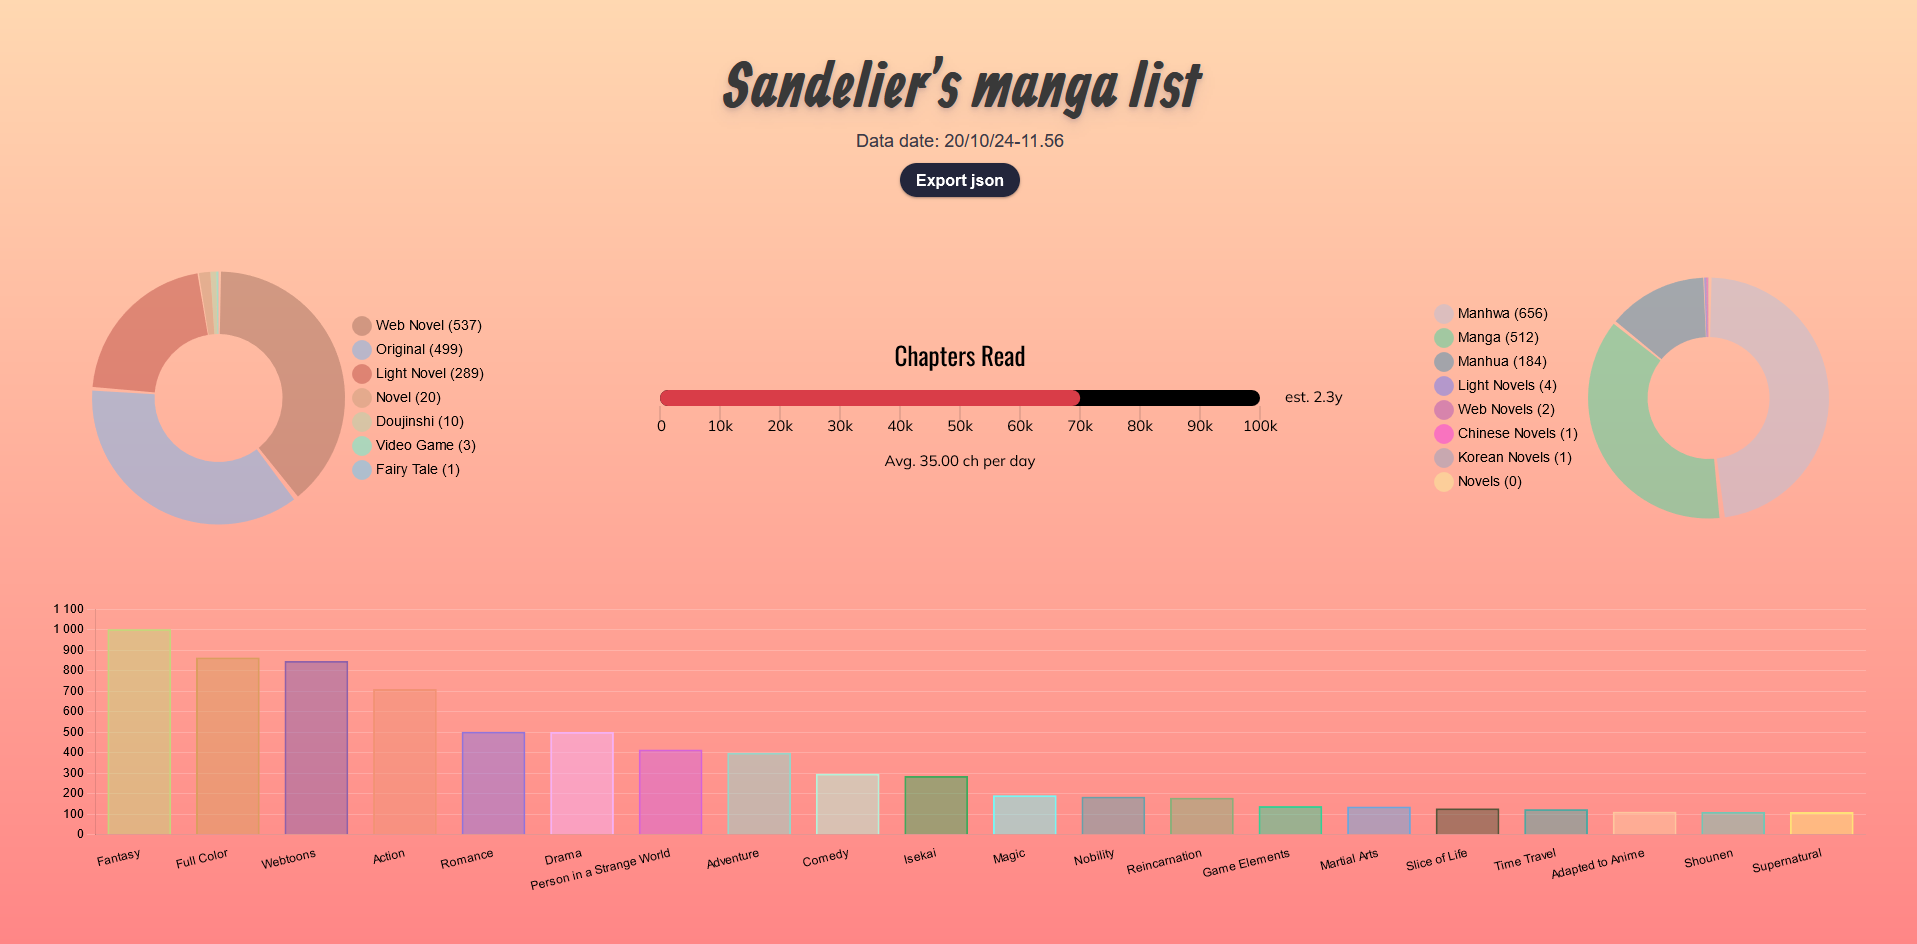 Sandelier's manga list
Data date: 20/10/24-11.56
Export json
Web Novel (537)
Original (499)
Light Novel (289)
Novel (20)
Doujinshi (10)
Video Game (3)
Fairy Tale (1)
Chapters Read
est. 2.3y
0 10k 20k 30k 40k 50k 60k 70k 80k 90k 100k
Avg. 35.00 ch per day
Manhwa (656)
Manga (512)
Manhua (184)
Light Novels (4)
Web Novels (2)
Chinese Novels (1)
Korean Novels (1)
Novels (0)
1 100
1 000
900
800
700
600
500
400
300
200
100
0
Fantasy
Full Color
Webtoons
Action
Romance
Drama
Person in a Strange World
Adventure
Comedy
Isekai
Magic
Nobility
Reincarnation
Game Elements
Martial Arts
Slice of Life
Time Travel
Adapted to Anime
Shounen
Supernatural